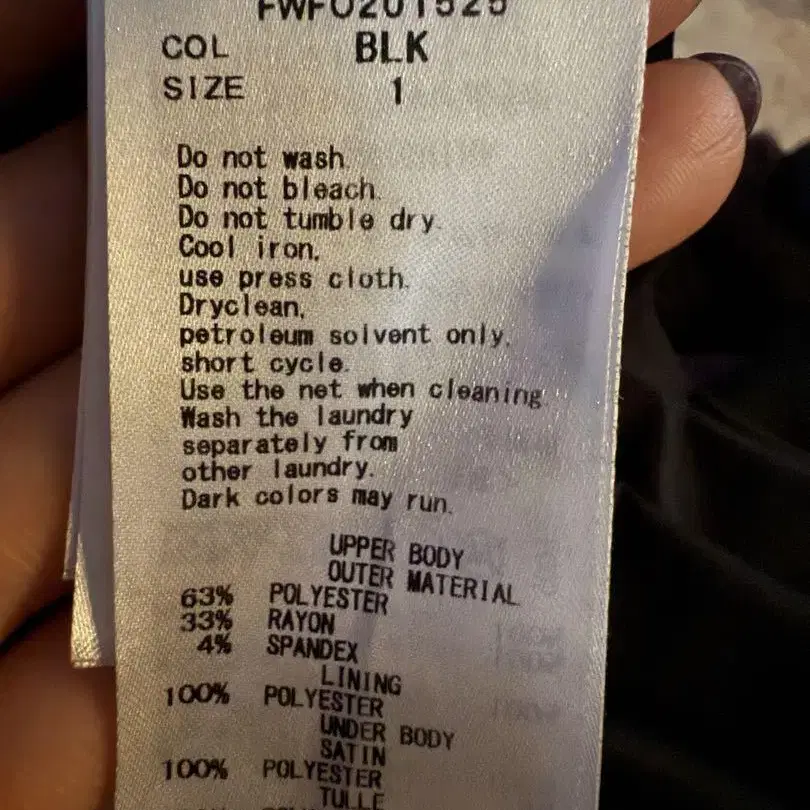 FWFO201525
COL BLK
SIZE 1
Do not wash.
Do not bleach.
Do not tumble dry.
Cool iron,
use press cloth.
Dryclean,
petroleum solvent only,
short cycle.
Use the net when cleaning.
Wash the laundry
separately from
other laundry.
Dark colors may run.
UPPER BODY
OUTER MATERIAL
63% POLYESTER
33% RAYON
4% SPANDEX
LINING
100% POLYESTER
UNDER BODY
SATIN
100% POLYESTER
TULLE